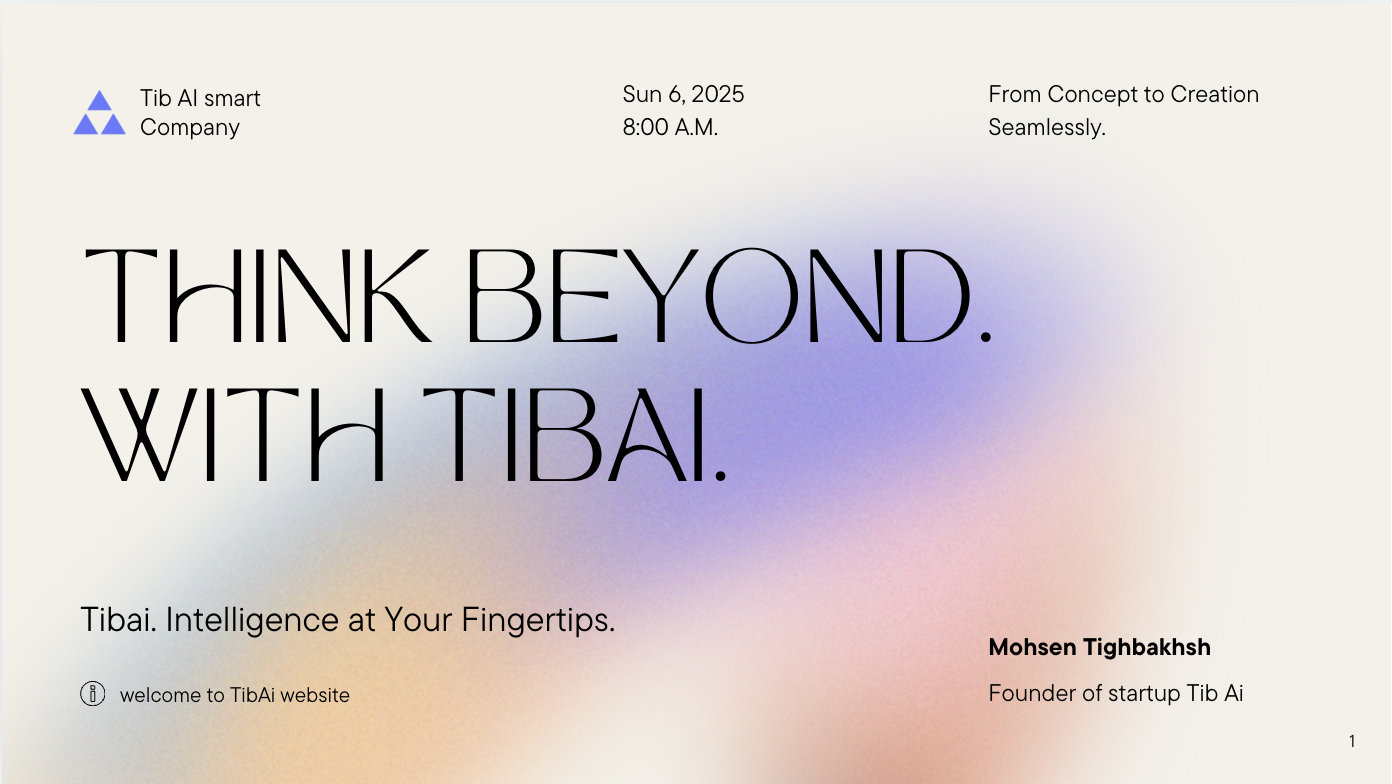 Tib AI smart
Company
Sun 6, 2025
8:00 A.M.
From Concept to Creation
Seamlessly.
THINK BEYOND.
WITH TIBAI.
Tibai. Intelligence at Your Fingertips.
welcome to TibAi website
Mohsen Tighbakhsh
Founder of startup Tib Ai
1